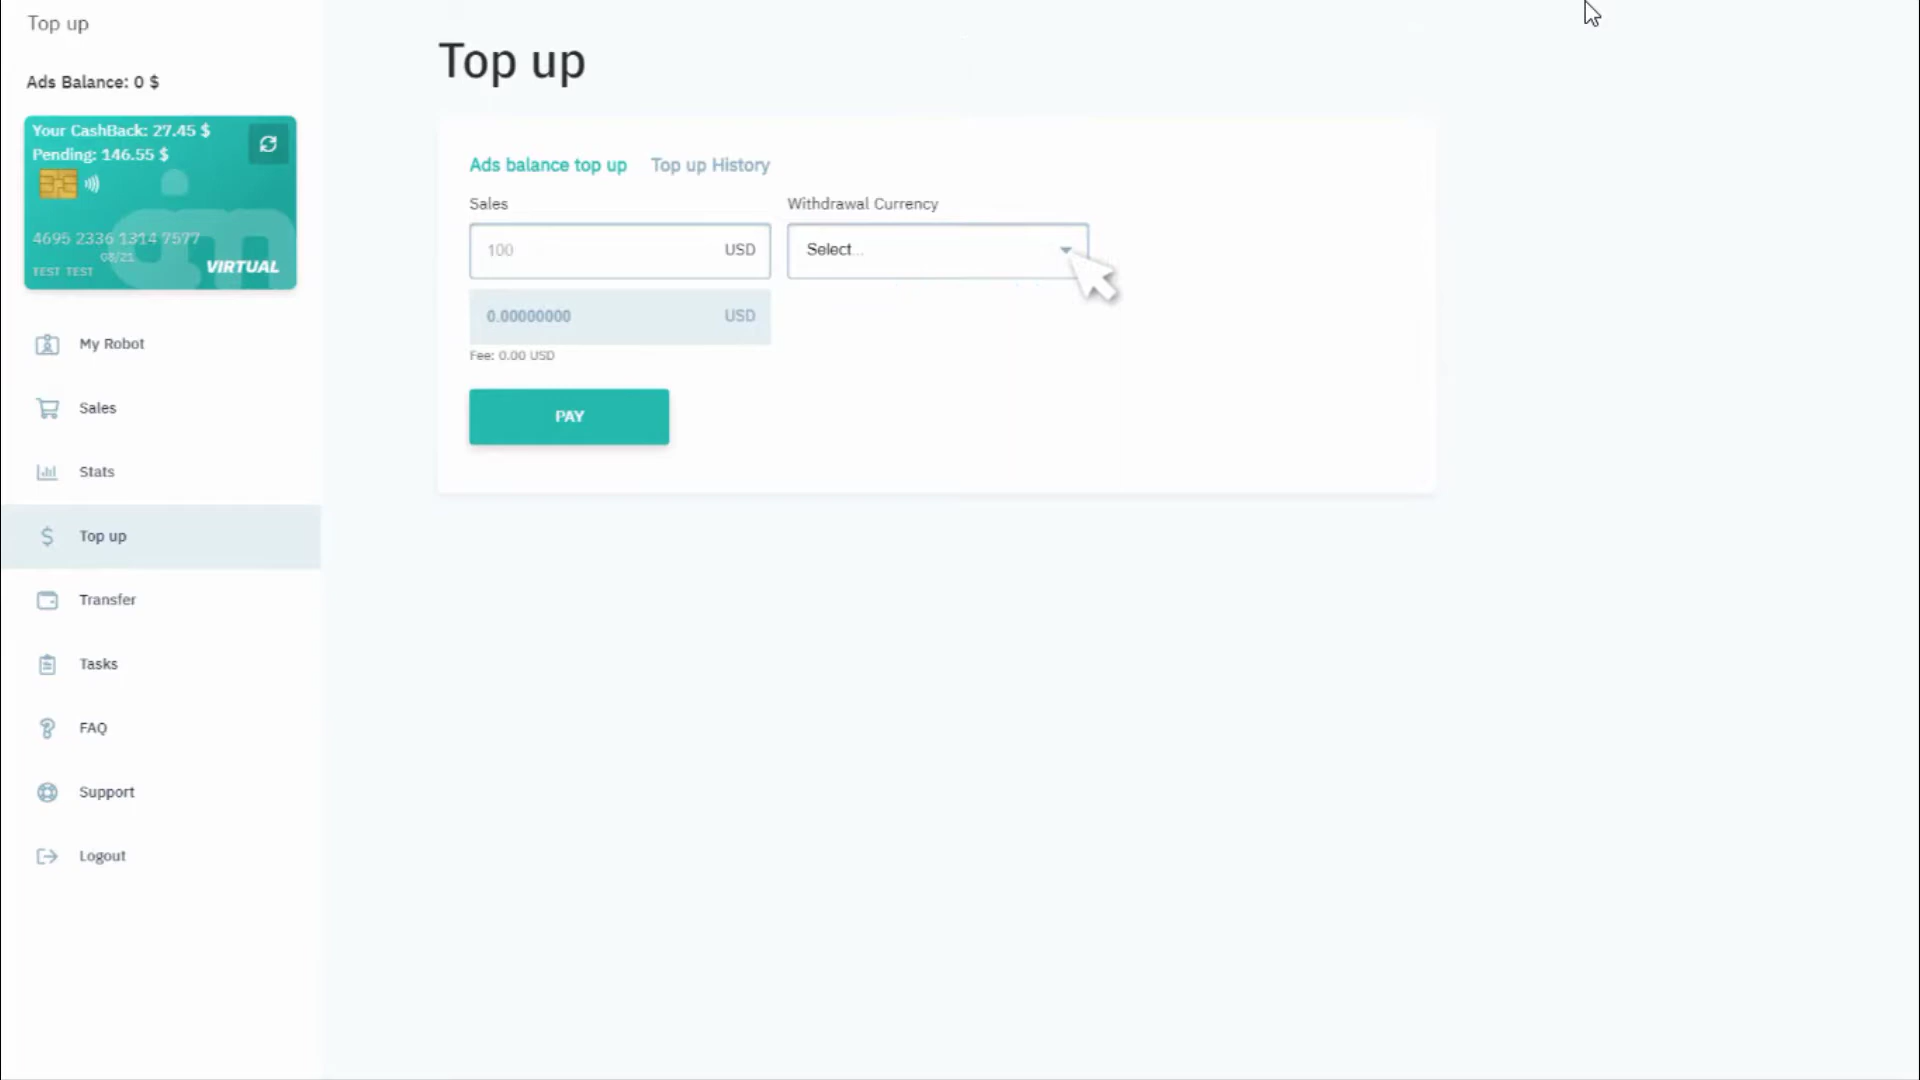 Top up
Ads Balance: 0 $
Your CashBack: 27.45 $
Pending: 146.55 $
4695 2336 1314 7577
08/21
TEST TEST
VIRTUAL
My Robot
Sales
Stats
Top up
Transfer
Tasks
FAQ
Support
Logout
Top up
Ads balance top up Top up History
Sales Withdrawal Currency
100 USD Select...
0.00000000 USD
Fee: 0.00 USD
PAY